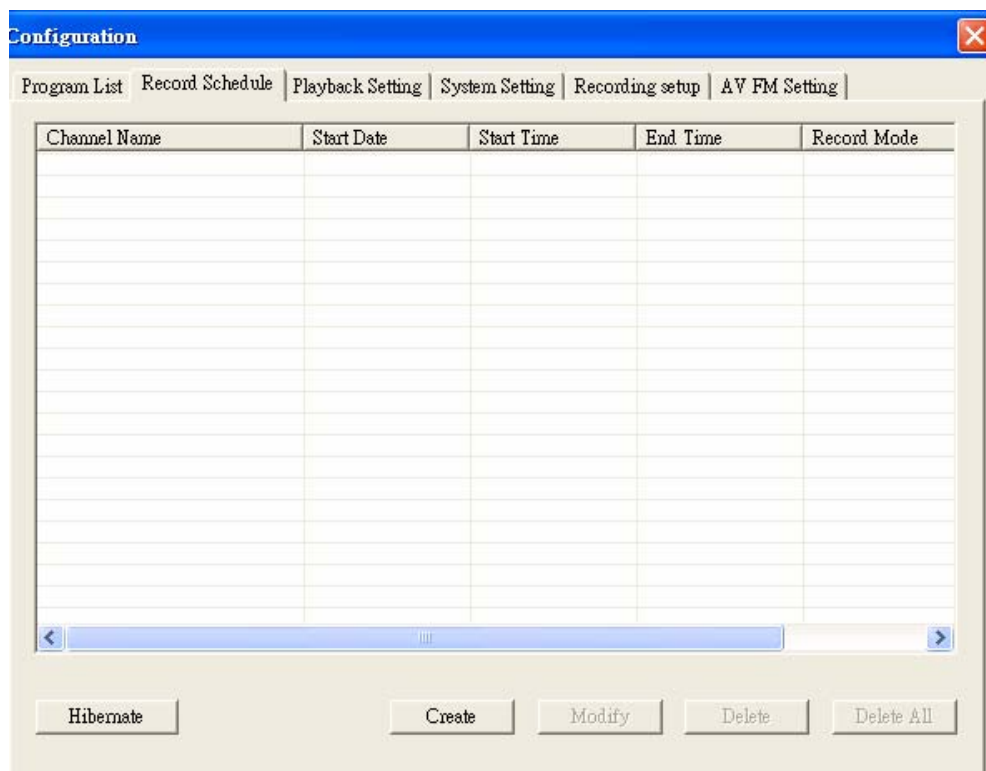 Configuration
Program List Record Schedule Playback Setting System Setting Recording setup AV FM Setting
Channel Name Start Date Start Time End Time Record Mode
Hibernate Create Modify Delete Delete All